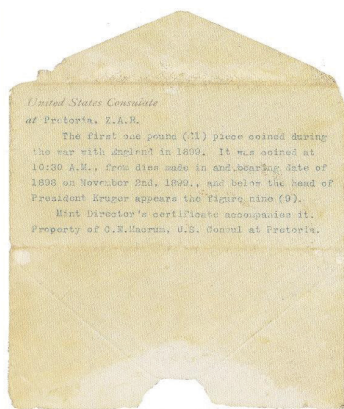 United States Consulate
at Pretoria, Z.A.R.
The first one pound (£1) piece coined during
the war with England in 1899. It was coined at
10:30 A.M., from dies made in and bearing date of
1898 on November 2nd. 1899., and below the head of
President Kruger appears the figure nine (9).
Mint Director's certificate accompanies it.
Property of C.E.Macrum, U.S. Consul at Pretoria.